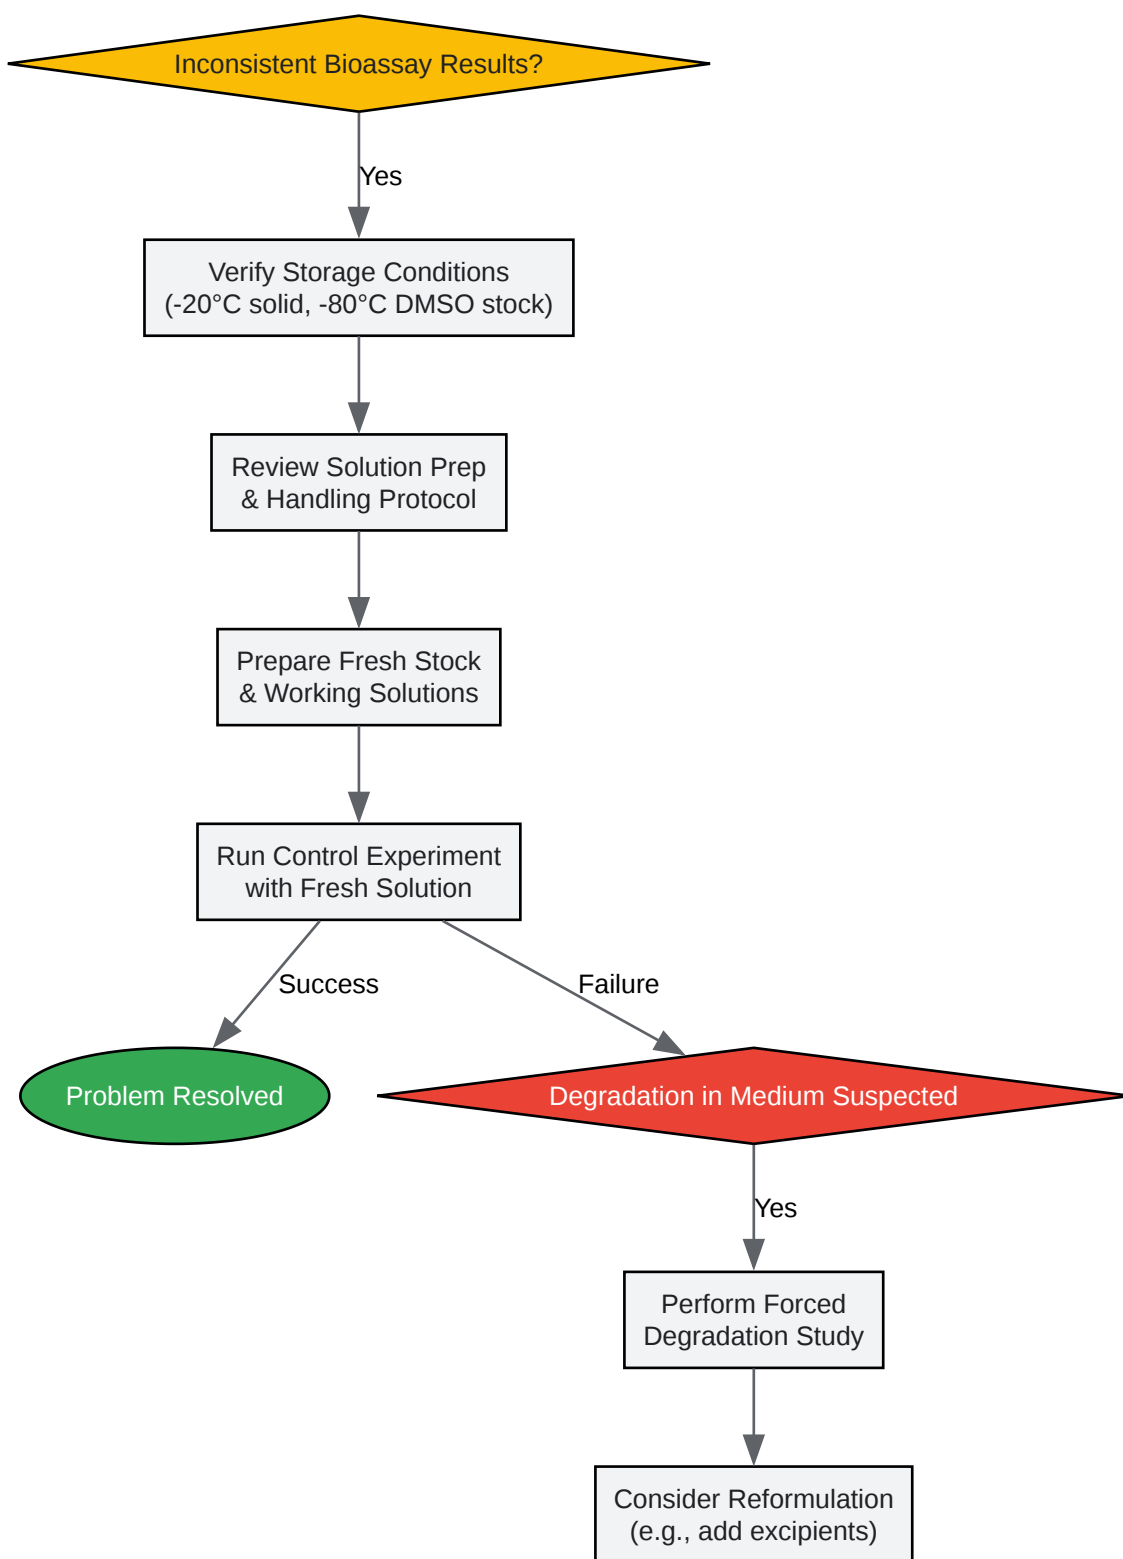 Inconsistent Bioassay Results?
Yes
Verify Storage Conditions
(-20°C solid, -80°C DMSO stock)
Review Solution Prep
& Handling Protocol
Prepare Fresh Stock
& Working Solutions
Run Control Experiment
with Fresh Solution
Success
Failure
Problem Resolved
Degradation in Medium Suspected
Yes
Perform Forced
Degradation Study
Consider Reformulation
(e.g., add excipients)